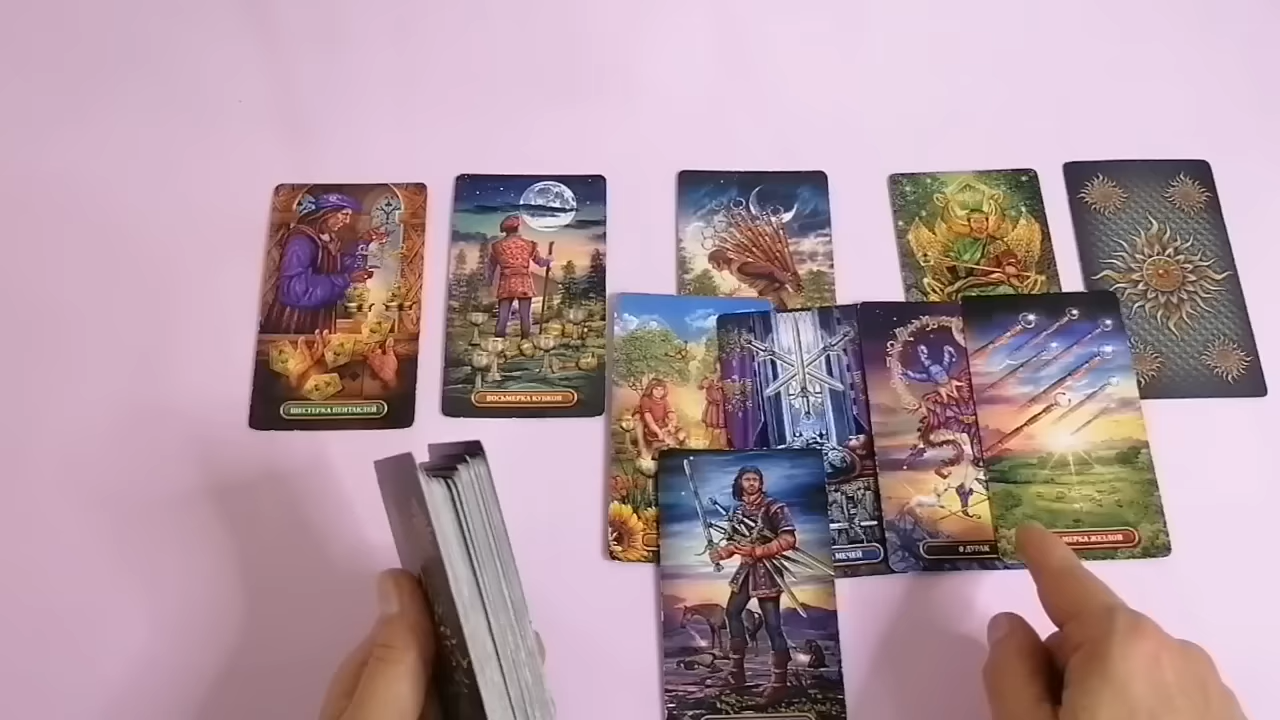 ШЕСТЕРКА ПЕНТАКЛЕЙ
ВОСЬМЕРКА КУБКОВ
МЕЧЕЙ
0 ДУРАК
МЕРКА ЖЕЗЛОВ